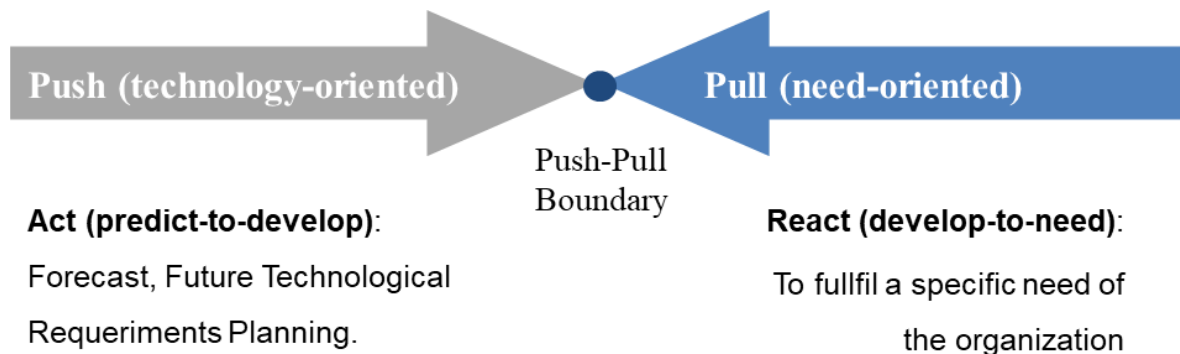 Push (technology-oriented)
Pull (need-oriented)
Push-Pull
Boundary
Act (predict-to-develop):
Forecast, Future Technological
Requeriments Planning.
React (develop-to-need):
To fullfil a specific need of
the organization